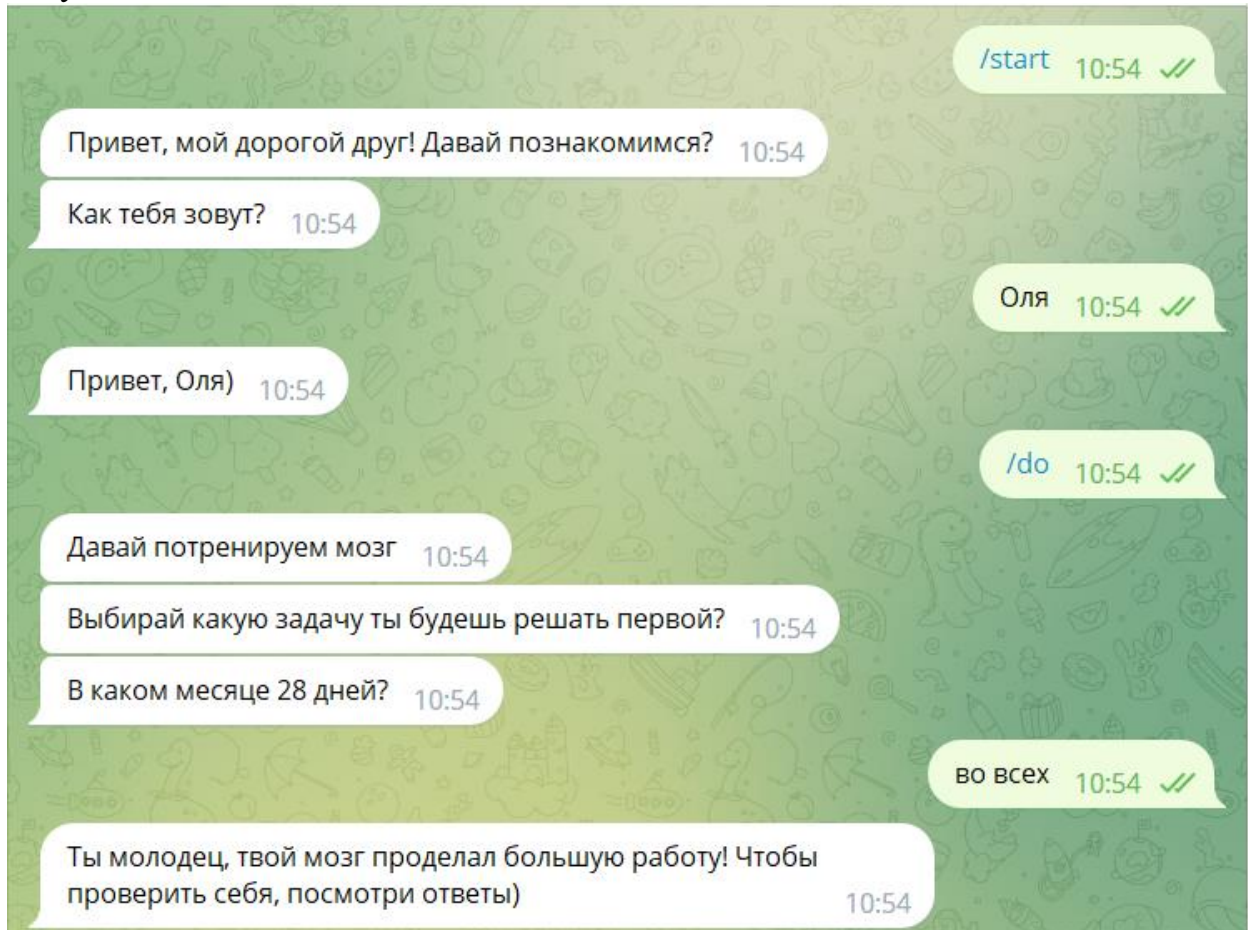 /start 10:54
Привет, мой дорогой друг! Давай познакомимся? 10:54
Как тебя зовут? 10:54
Оля 10:54
Привет, Оля) 10:54
/do 10:54
Давай потренируем мозг 10:54
Выбирай какую задачу ты будешь решать первой? 10:54
В каком месяце 28 дней? 10:54
во всех 10:54
Ты молодец, твой мозг проделал большую работу! Чтобы
проверить себя, посмотри ответы) 10:54